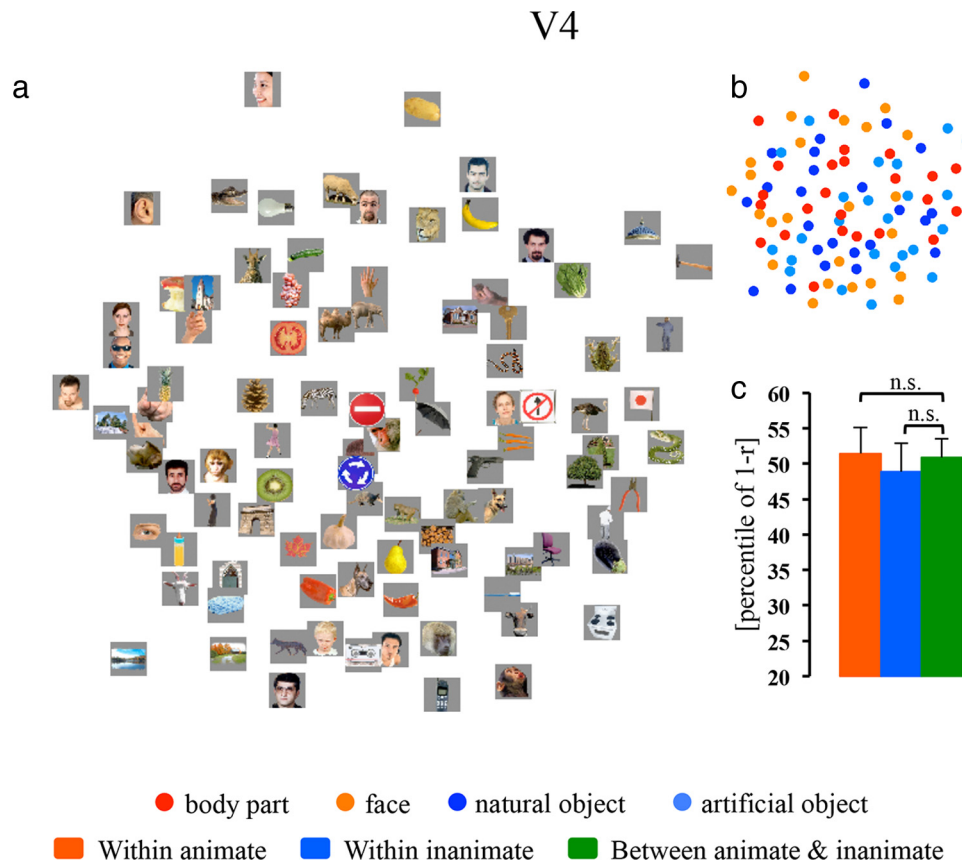 V4
a
b
c
n.s.
n.s.
60
55
50
45
40
35
30
25
20
[percentile of 1-r]
body part
face
natural object
artificial object
Within animate
Within inanimate
Between animate & inanimate